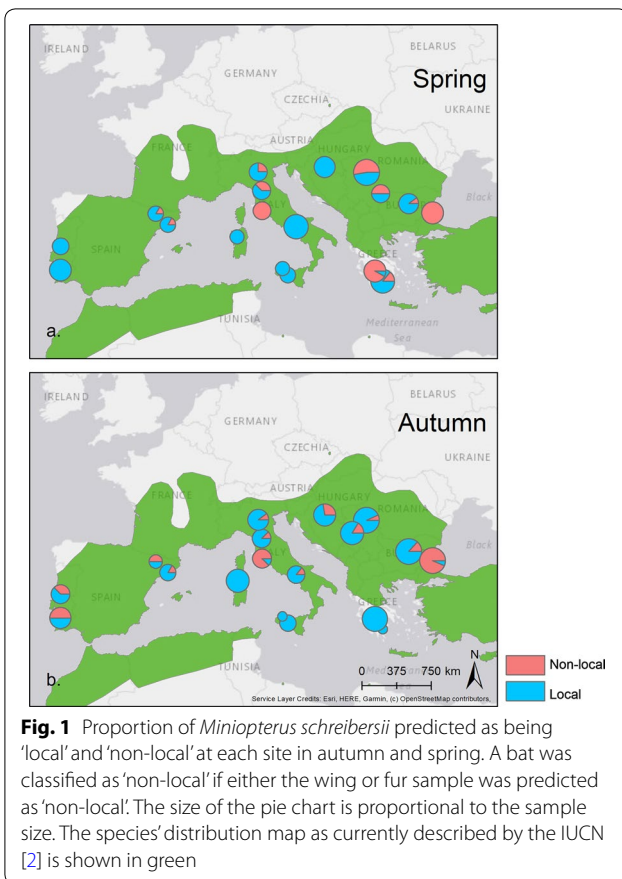 IRELAND
BELARUS
Spring
GERMANY
CZECHIA
UKRAINE
AUSTRIA
HUNGARY
FRANCE
ROMANIA
Black
SPAIN
GREECE
TUNISIA
Mediterranean
Sea
a.
IRELAND
BELARUS
Autumn
GERMANY
CZECHIA
UKRAINE
AUSTRIA
HUNGARY
FRANCE
ROMANIA
ITALY
Black
SPAIN
GREECE
TUNISIA
N
0 375 750 km
b.
Service Layer Credits: Esri, HERE, Garmin, (c) OpenStreetMap contributors,
Non-local
Local
Fig. 1 Proportion of Miniopterus schreibersii predicted as being
‘local’ and ‘non-local’ at each site in autumn and spring. A bat was
classified as ‘non-local’ if either the wing or fur sample was predicted
as ‘non-local’. The size of the pie chart is proportional to the sample
size. The species’ distribution map as currently described by the IUCN
[2] is shown in green